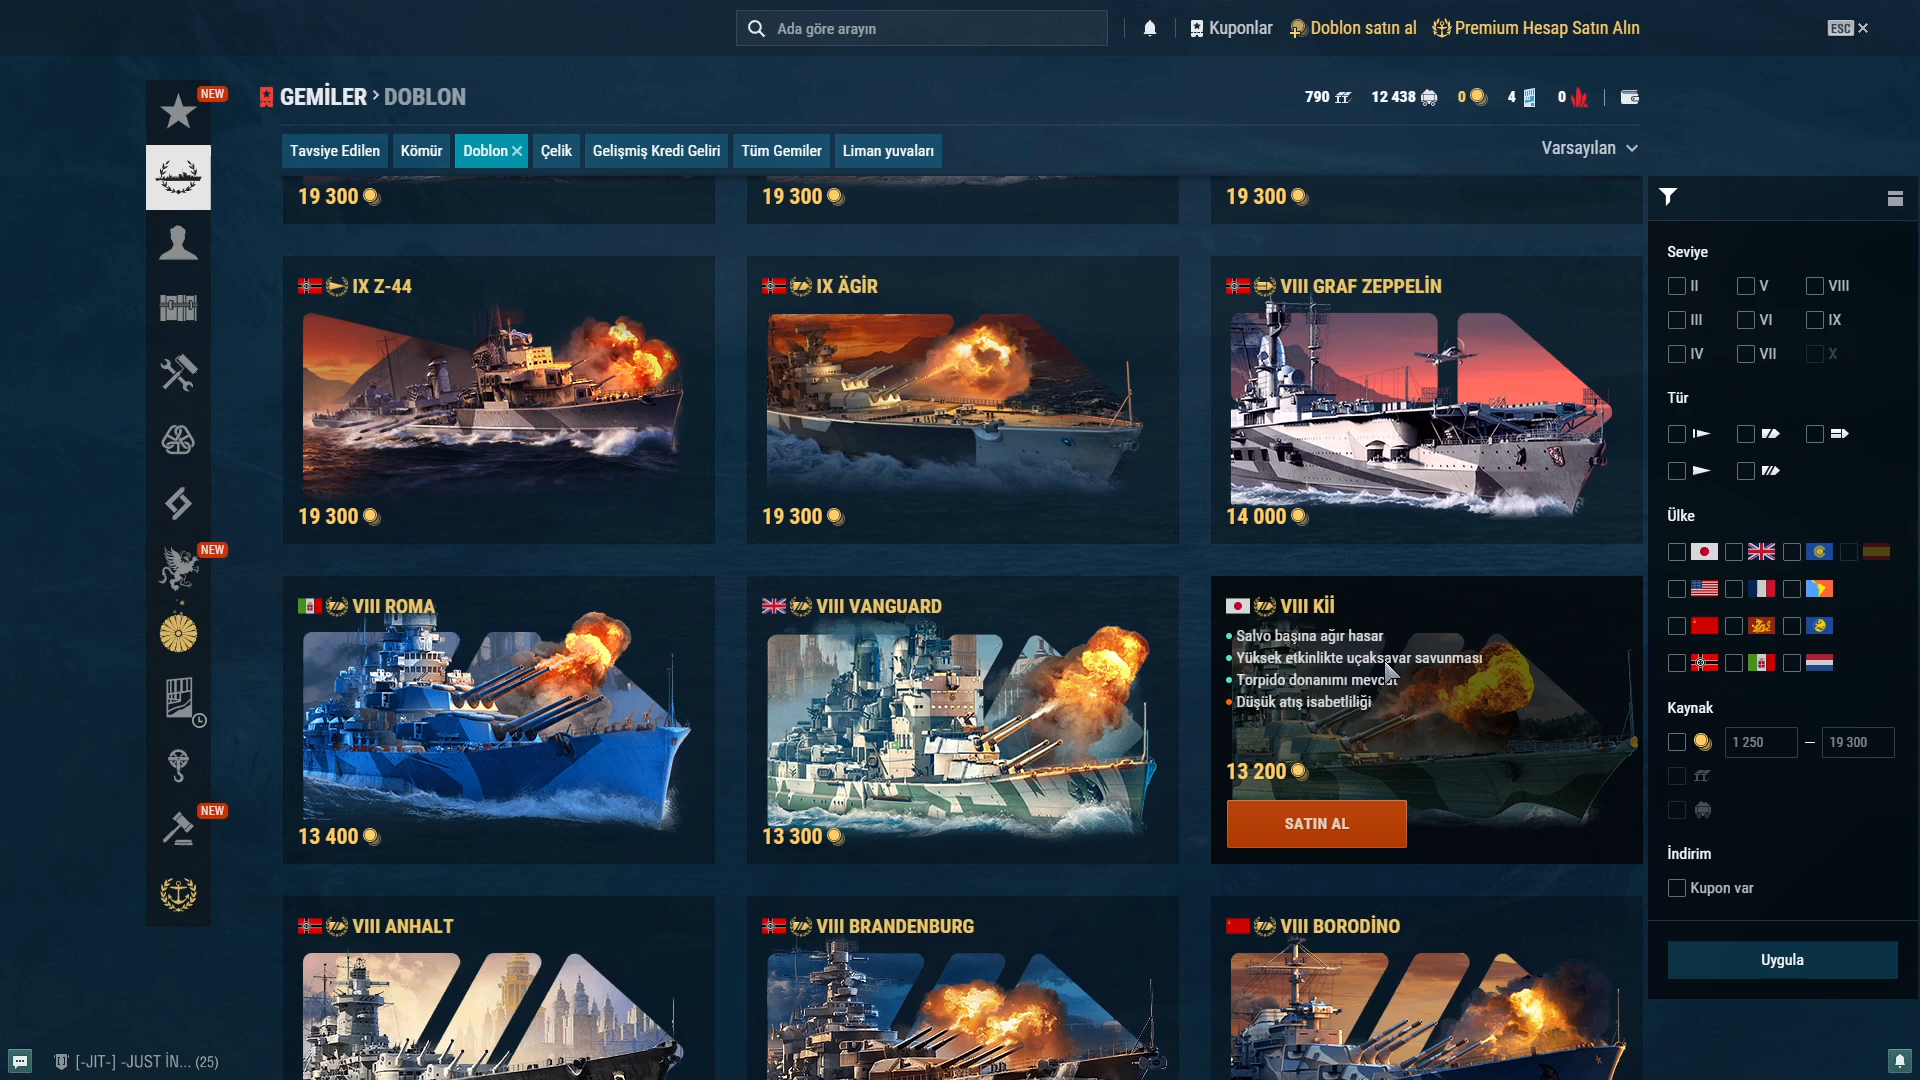 Ada göre arayın
Kuponlar
Doblon satın al
Premium Hesap Satın Alın
ESC
NEW
GEMİLER > DOBLON
790
12 438
0
4
0
Tavsiye Edilen
Kömür
Doblon
Çelik
Gelişmiş Kredi Geliri
Tüm Gemiler
Liman yuvaları
Varsayılan
19 300
19 300
19 300
IX Z-44
19 300
IX ÄGİR
19 300
VIII GRAF ZEPPELİN
14 000
NEW
VIII ROMA
13 400
VIII VANGUARD
13 300
VIII Kİİ
Salvo başına ağır hasar
Yüksek etkinlikte uçaksavar savunması
Torpido donanımı mevcut
Düşük atış isabetliliği
13 200
SATIN AL
NEW
VIII ANHALT
VIII BRANDENBURG
VIII BORODİNO
Seviye
II
V
VIII
III
VI
IX
IV
VII
X
Tür
Ülke
Kaynak
1 250
–
19 300
İndirim
Kupon var
Uygula
[-JIT-] -JUST İN... (25)